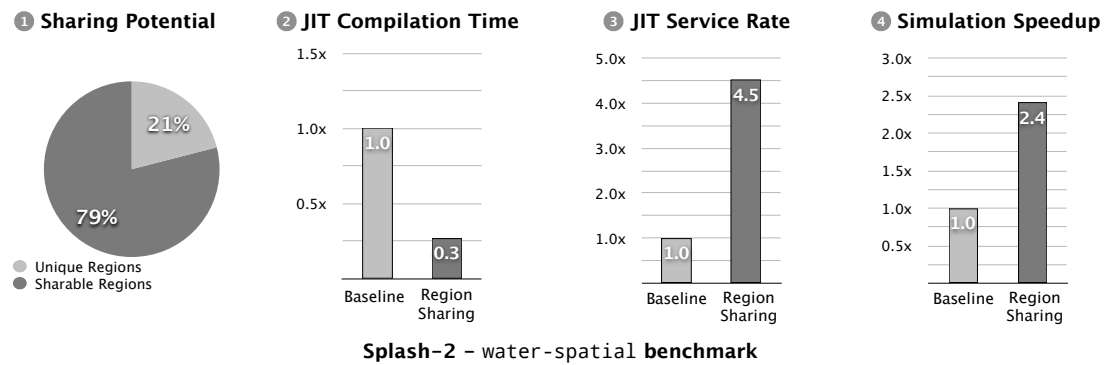 1 Sharing Potential
21%
79%
Unique Regions
Sharable Regions
2 JIT Compilation Time
1.5x
1.0x
0.5x
1.0
0.3
Baseline
Region
Sharing
3 JIT Service Rate
5.0x
4.0x
3.0x
2.0x
1.0x
1.0
4.5
Baseline
Region
Sharing
4 Simulation Speedup
3.0x
2.5x
2.0x
1.5x
1.0x
0.5x
1.0
2.4
Baseline
Region
Sharing
Splash-2 – water-spatial benchmark